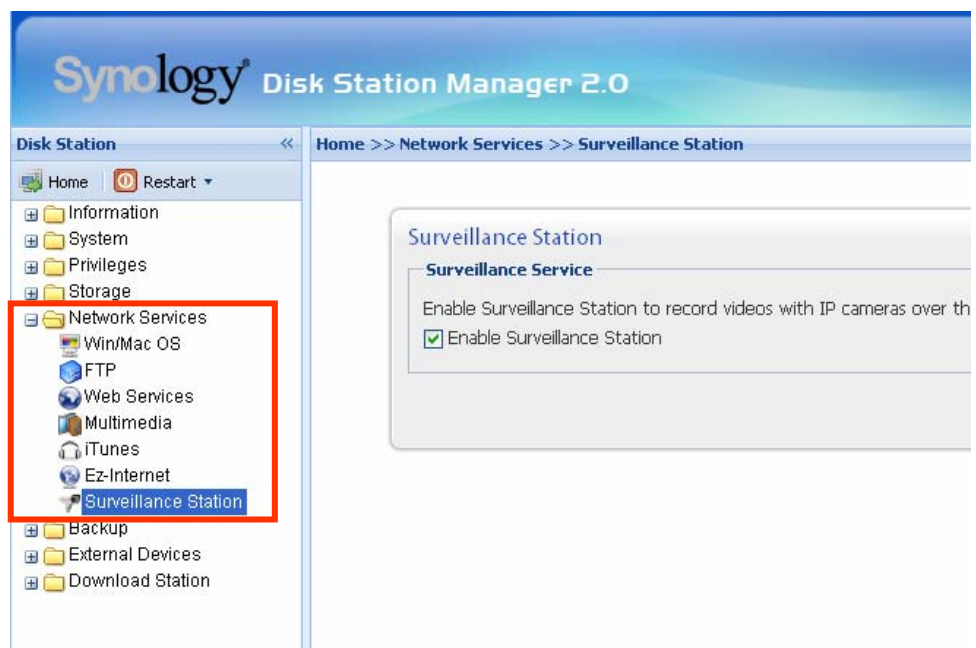 Synology® Disk Station Manager 2.0
Disk Station «
Home >> Network Services >> Surveillance Station
Home Restart
Information
System
Privileges
Storage
Network Services
Win/Mac OS
FTP
Web Services
Multimedia
iTunes
Ez-Internet
Surveillance Station
Backup
External Devices
Download Station
Surveillance Station
Surveillance Service
Enable Surveillance Station to record videos with IP cameras over th
Enable Surveillance Station